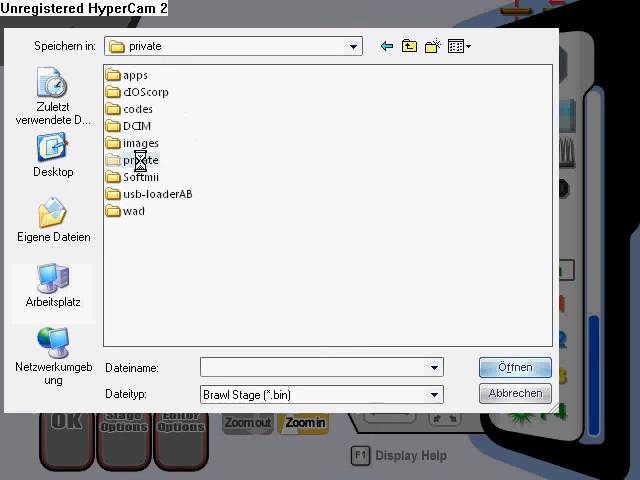 Unregistered HyperCam 2
Speichern in:
private
apps
cIOScorp
codes
DCIM
images
private
Softmii
usb-loaderAB
wad
Zuletzt
verwendete D...
Desktop
Eigene Dateien
Arbeitsplatz
Netzwerkumgeb
ung
Dateiname:
Öffnen
Dateityp:
Brawl Stage (*.bin)
Abbrechen
OK
Stage
Options
Editor
Options
Zoom out
Zoom in
F1 Display Help